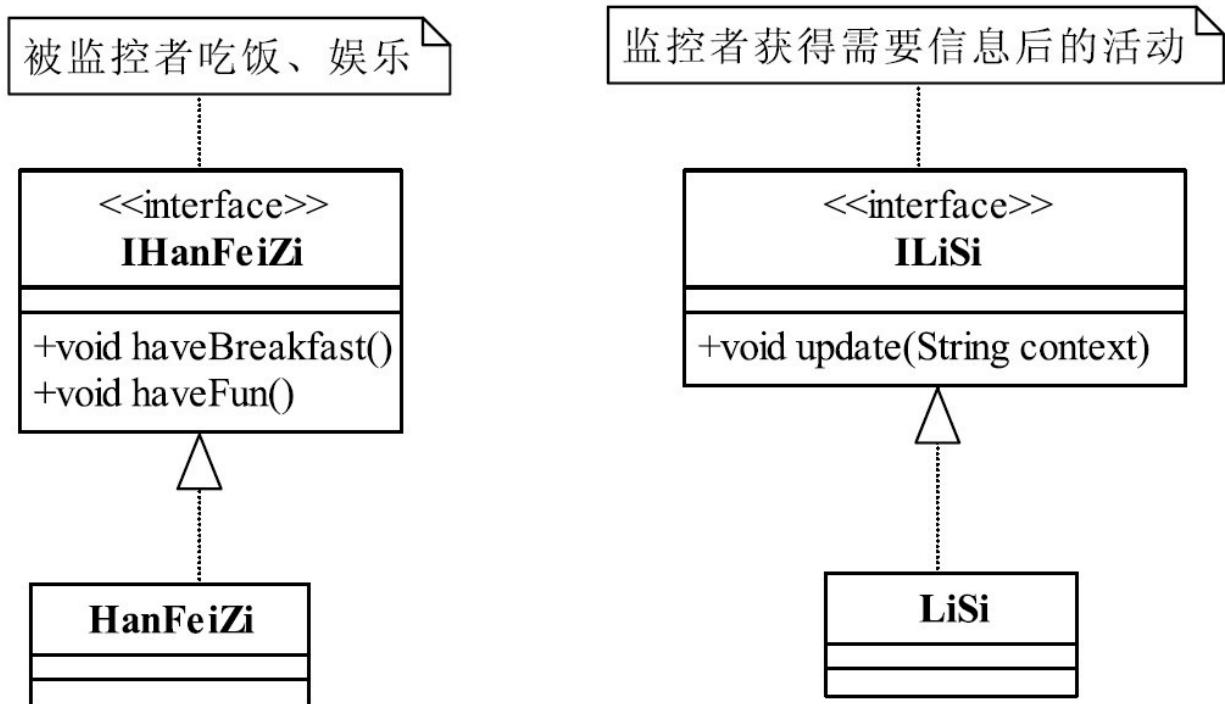 被监控者吃饭、娱乐
<<interface>>
IHanFeiZi
+void haveBreakfast()
+void haveFun()
HanFeiZi
监控者获得需要信息后的活动
<<interface>>
ILiSi
+void update(String context)
LiSi